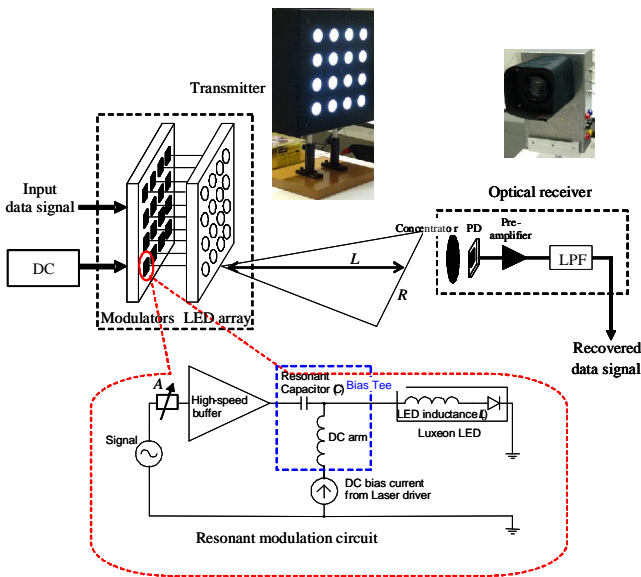 Transmitter
Input
data signal
DC
Modulators
LED array
L
R
Optical receiver
Concentrator
PD
Pre-
amplifier
LPF
Recovered
data signal
A
High-speed
buffer
Signal
Resonant
Capacitor (C)
Bias Tee
DC arm
DC bias current
from Laser driver
LED inductance
Luxeon LED
Resonant modulation circuit